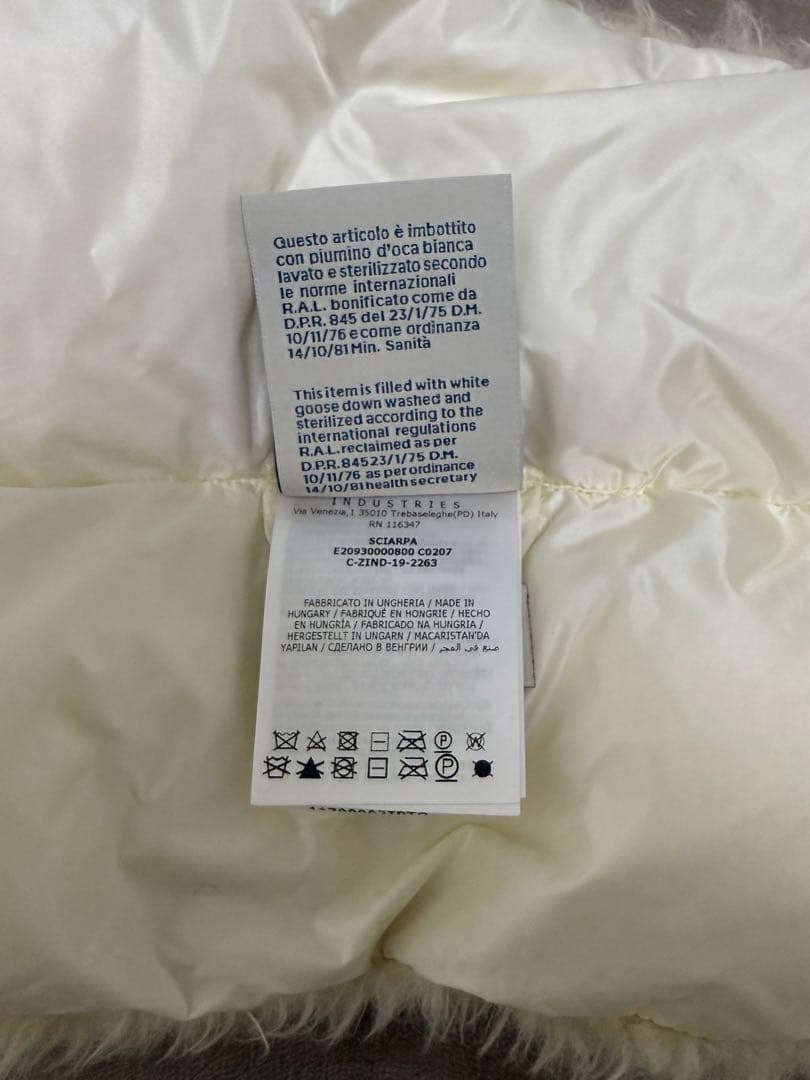 Questo articolo è imbottito
con piumino d'oca bianca
lavato e sterilizzato secondo
le norme internazionali
R.A.L. bonificato come da
D.P.R. 845 del 23/1/75 D.M.
10/11/76 e come ordinanza
14/10/81 Min. Sanità
This item is filled with white
goose down washed and
sterilized according to the
international regulations
R.A.L. reclaimed as per
D.P.R. 84523/1/75 D.M.
10/11/76 as per ordinance
14/10/81 health secretary
INDUSTRIES
Via Venezia,1 35010 Trebaseleghe(PD) Italy
RN 116347
SCIARPA
E20930000800 C0207
C-ZIND-19-2263
FABBRICATO IN UNGHERIA / MADE IN
HUNGARY / FABRIQUÉ EN HONGRIE / HECHO
EN HUNGRÍA / FABRICADO NA HUNGRIA /
HERGESTELLT IN UNGARN / MACARISTAN'DA
YAPILAN / СДЕЛАНО В ВЕНГРИИ / صنع في المجر
P W
P